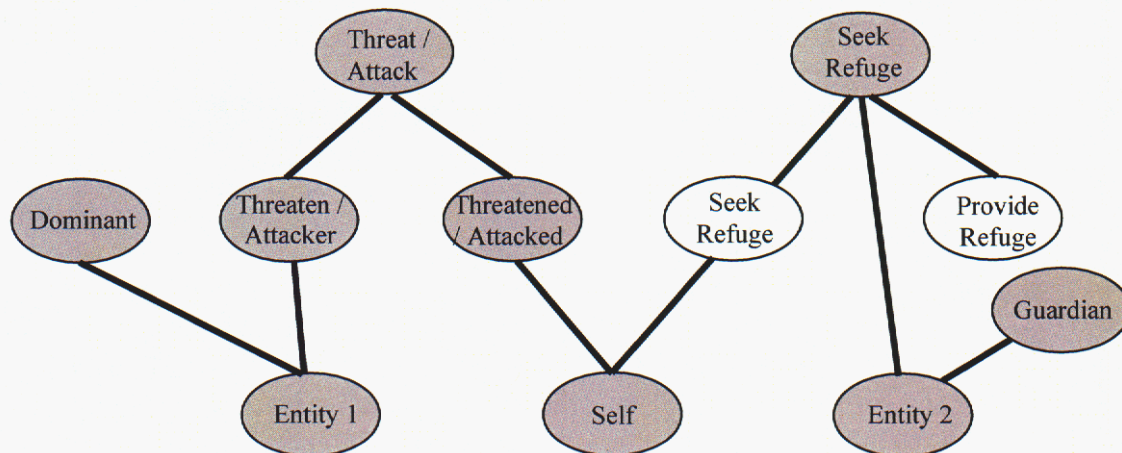 Threat /
Attack
Seek
Refuge
Dominant
Threaten /
Attacker
Threatened
/ Attacked
Seek
Refuge
Provide
Refuge
Guardian
Entity 1
Self
Entity 2